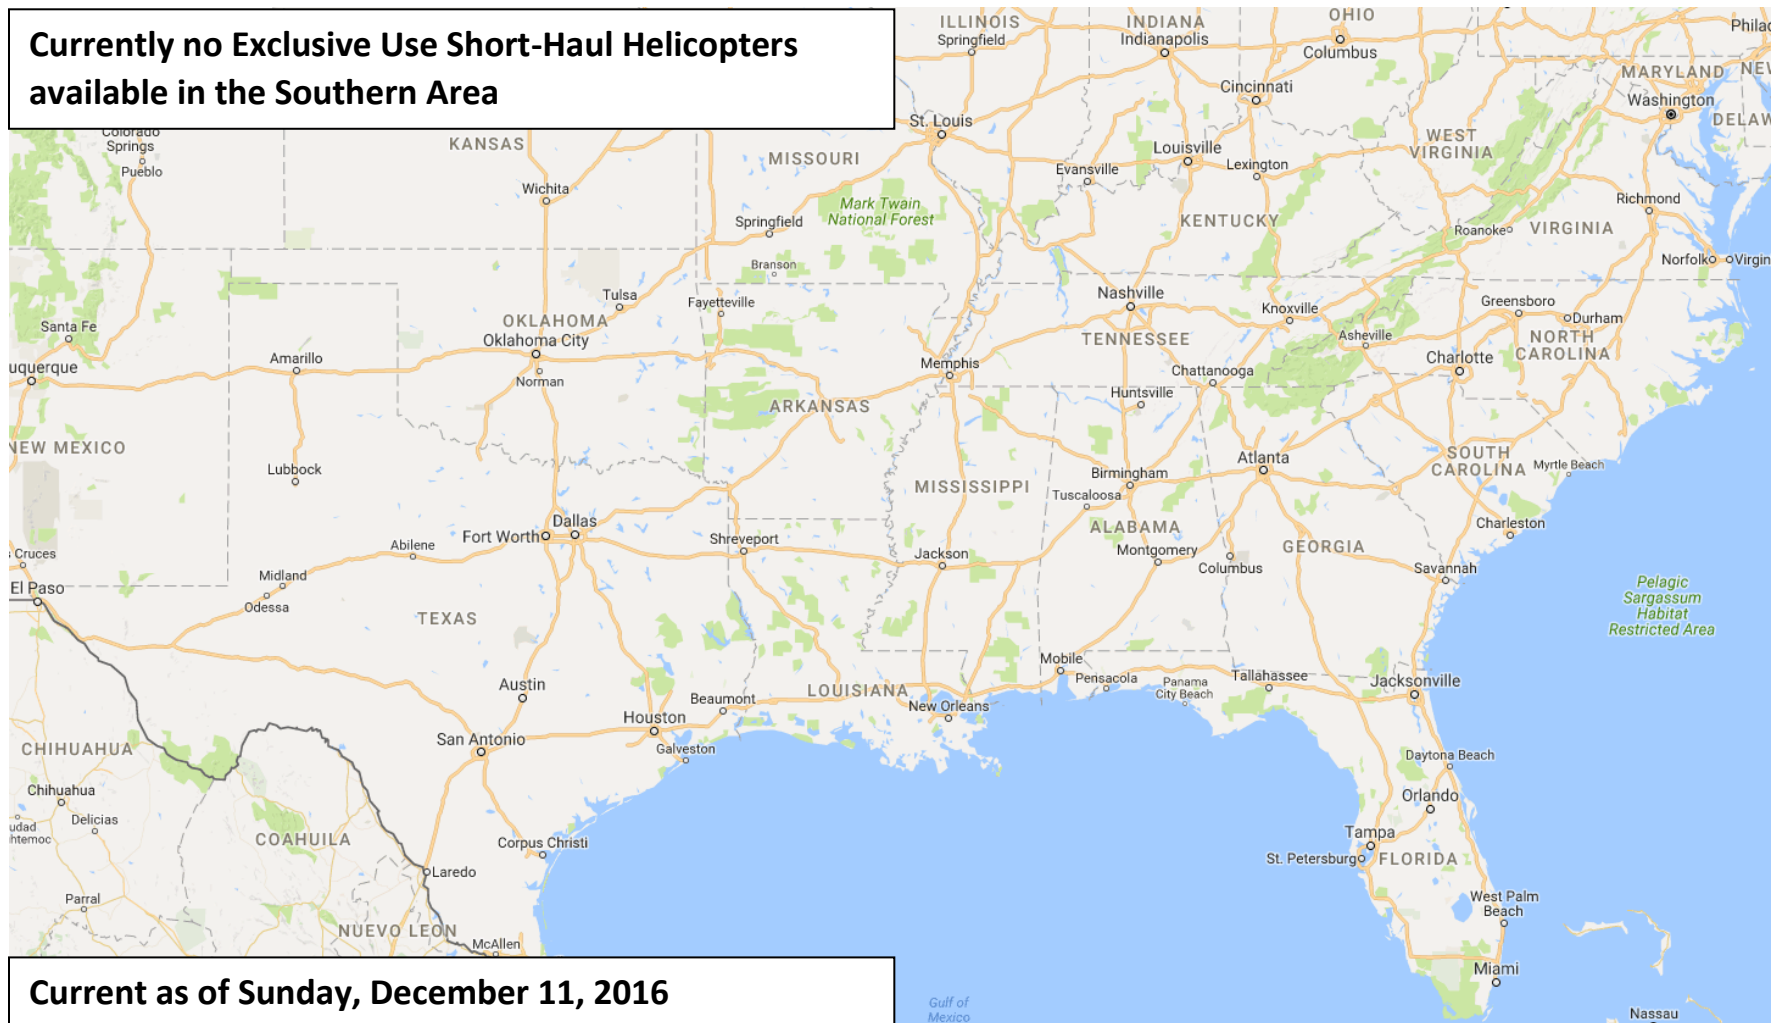 Currently no Exclusive Use Short-Haul Helicopters
available in the Southern Area
ILLINOIS
Springfield
INDIANA
Indianapolis
OHIO
Columbus
MARYLAND
Washington
Cincinnati
St. Louis
Colorado
Springs
Pueblo
KANSAS
Wichita
MISSOURI
Louisville
Lexington
Evansville
WEST
VIRGINIA
Mark Twain
National Forest
Springfield
Branson
KENTUCKY
Richmond
Roanoke
VIRGINIA
Norfolk
Tulsa
Fayetteville
OKLAHOMA
Oklahoma City
Norman
Santa Fe
Amarillo
Nashville
TENNESSEE
Knoxville
Asheville
Greensboro
Durham
NORTH
CAROLINA
Charlotte
Memphis
Chattanooga
Huntsville
ARKANSAS
NEW MEXICO
Lubbock
Atlanta
Birmingham
Tuscaloosa
SOUTH
CAROLINA
Myrtle Beach
MISSISSIPPI
ALABAMA
Charleston
Dallas
Fort Worth
Abilene
Shreveport
Jackson
Montgomery
Columbus
GEORGIA
Savannah
Cruces
El Paso
Midland
Odessa
TEXAS
Pelagic
Sargassum
Habitat
Restricted Area
Austin
Beaumont
LOUISIANA
New Orleans
Mobile
Pensacola
Panama
City Beach
Tallahassee
Jacksonville
Houston
San Antonio
Galveston
CHIHUAHUA
Chihuahua
Delicias
Daytona Beach
Orlando
COAHUILA
Corpus Christi
Tampa
St. Petersburg
FLORIDA
Laredo
Parral
West Palm
Beach
NUEVO LEON
McAllen
Miami
Gulf of
Mexico
Nassau
Current as of Sunday, December 11, 2016